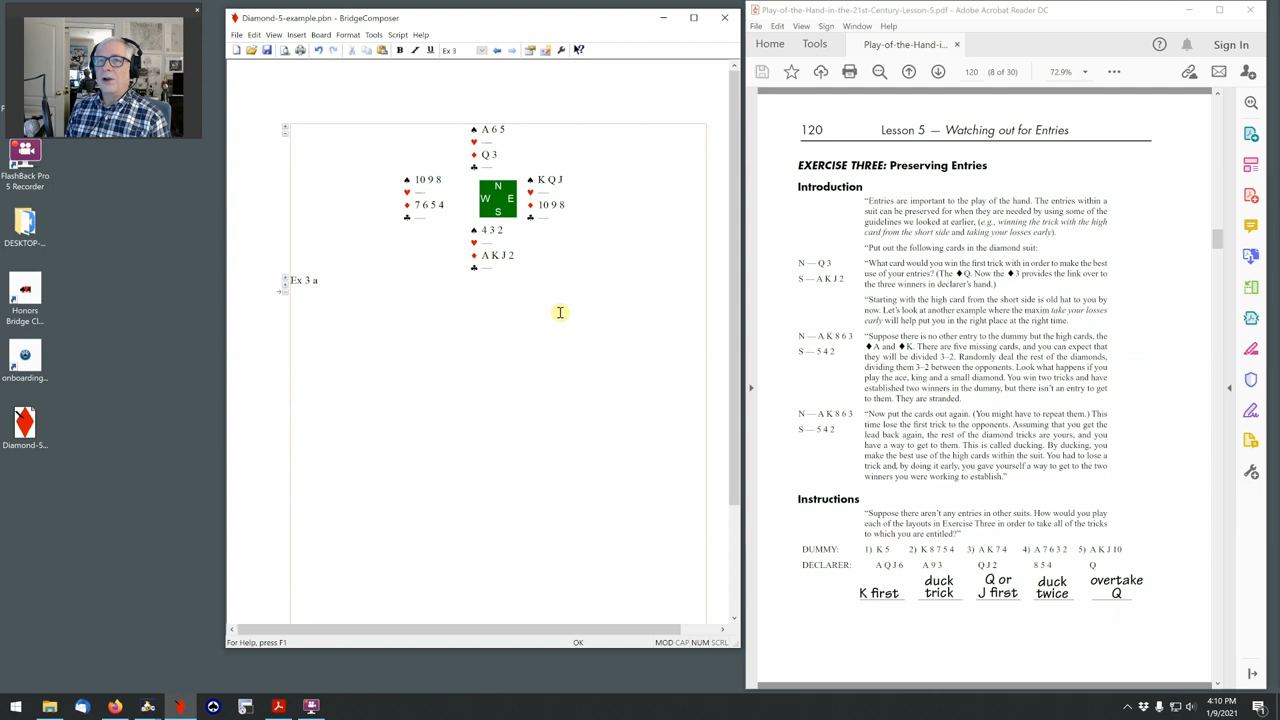 Diamond-5-example.pbn - BridgeComposer
File Edit View Insert Board Format Tools Script Help
B I U Ex 3
♠ A 6 5
♥ —
♦ Q 3
♣ —
♠ 10 9 8
♥ —
♦ 7 6 5 4
♣ —
N
W E
S
♠ K Q J
♥ —
♦ 10 9 8
♣ —
♠ 4 3 2
♥ —
♦ A K J 2
♣ —
Ex 3 a
For Help, press F1
OK
MOD CAP NUM SCRL
FlashBack Pro
5 Recorder
DESKTOP-...
Honors
Bridge Cl...
onboarding...
Diamond-5...
Play-of-the-Hand-in-the-21st-Century-Lesson-5.pdf - Adobe Acrobat Reader DC
File Edit View Sign Window Help
Home Tools Play-of-the-Hand-i... × Sign In
120 (8 of 30) 72.9%
120 Lesson 5 — Watching out for Entries
EXERCISE THREE: Preserving Entries
Introduction
“Entries are important to the play of the hand. The entries within a
suit can be preserved for when they are needed by using some of the
guidelines we looked at earlier, (e.g., winning the trick with the high
card from the short side and taking your losses early).
“Put out the following cards in the diamond suit:
N — Q 3
S — A K J 2
“What card would you win the first trick with in order to make the best
use of your entries? (The ♦Q. Now the ♦3 provides the link over to
the three winners in declarer's hand.)
“Starting with the high card from the short side is old hat to you by
now. Let's look at another example where the maxim take your losses
early will help put you in the right place at the right time.
N — A K 8 6 3
S — 5 4 2
“Suppose there is no other entry to the dummy but the high cards, the
♦A and ♦K. There are five missing cards, and you can expect that
they will be divided 3–2. Randomly deal the rest of the diamonds,
dividing them 3–2 between the opponents. Look what happens if you
play the ace, king and a small diamond. You win two tricks and have
established two winners in the dummy, but there isn't an entry to get
to them. They are stranded.
N — A K 8 6 3
S — 5 4 2
“Now put the cards out again. (You might have to repeat them.) This
time lose the first trick to the opponents. Assuming that you get the
lead back again, the rest of the diamond tricks are yours, and you
have a way to get to them. This is called ducking. By ducking, you
make the best use of the high cards within the suit. You had to lose a
trick and, by doing it early, you gave yourself a way to get to the two
winners you were working to establish.”
Instructions
“Suppose there aren't any entries in other suits. How would you play
each of the layouts in Exercise Three in order to take all of the tricks
to which you are entitled?”
DUMMY: 1) K 5 2) K 8 7 5 4 3) A K 7 4 4) A 7 6 3 2 5) A K J 10
DECLARER: A Q J 6 A 9 3 Q J 2 8 5 4 Q
K first duck trick Q or J first duck twice overtake Q
4:10 PM
1/9/2021